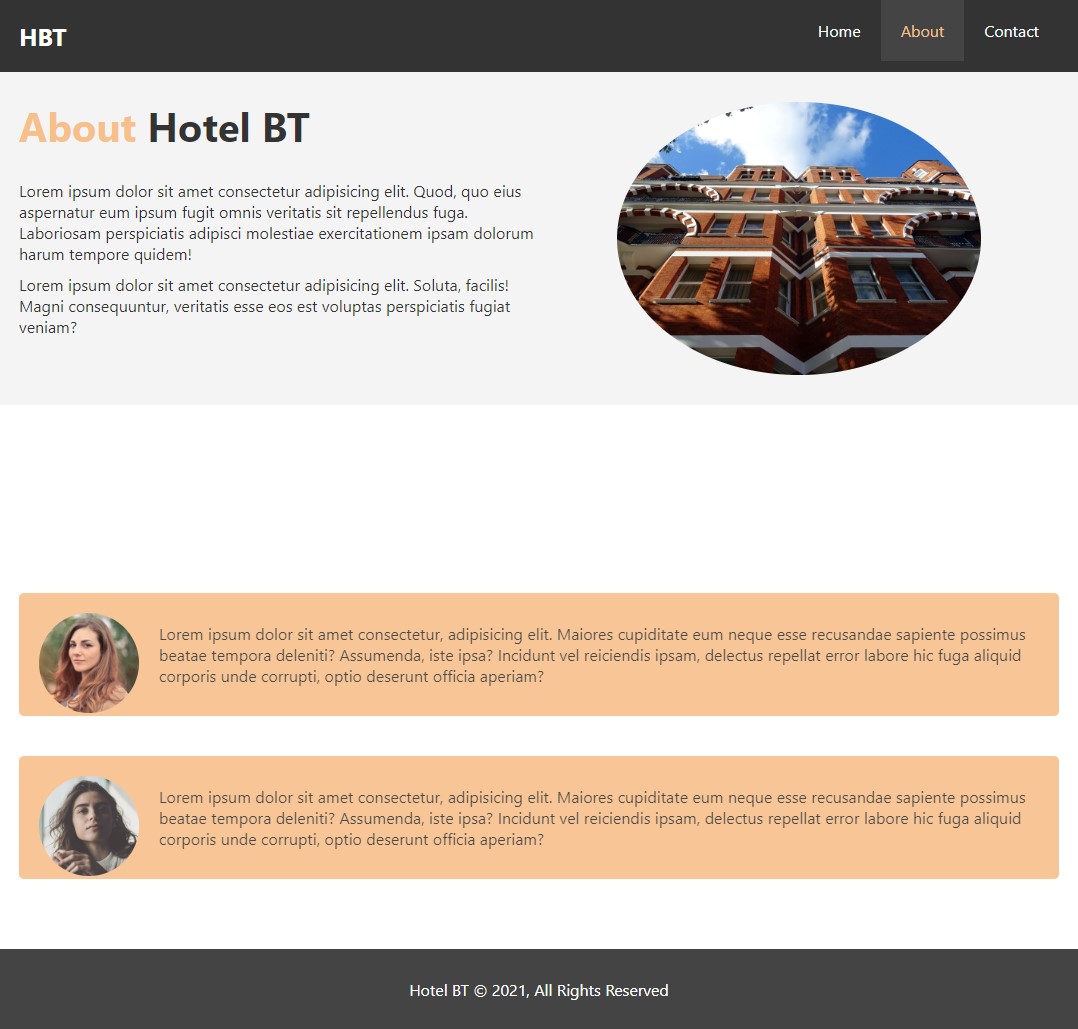 HBT
Home
About
Contact
About Hotel BT
Lorem ipsum dolor sit amet consectetur adipisicing elit. Quod, quo eius
aspernatur eum ipsum fugit omnis veritatis sit repellendus fuga.
Laboriosam perspiciatis adipisci molestiae exercitationem ipsam dolorum
harum tempore quidem!
Lorem ipsum dolor sit amet consectetur adipisicing elit. Soluta, facilis!
Magni consequuntur, veritatis esse eos est voluptas perspiciatis fugiat
veniam?
Lorem ipsum dolor sit amet consectetur, adipisicing elit. Maiores cupiditate eum neque esse recusandae sapiente possimus
beatae tempora deleniti? Assumenda, iste ipsa? Incidunt vel reiciendis ipsam, delectus repellat error labore hic fuga aliquid
corporis unde corrupti, optio deserunt officia aperiam?
Lorem ipsum dolor sit amet consectetur, adipisicing elit. Maiores cupiditate eum neque esse recusandae sapiente possimus
beatae tempora deleniti? Assumenda, iste ipsa? Incidunt vel reiciendis ipsam, delectus repellat error labore hic fuga aliquid
corporis unde corrupti, optio deserunt officia aperiam?
Hotel BT © 2021, All Rights Reserved